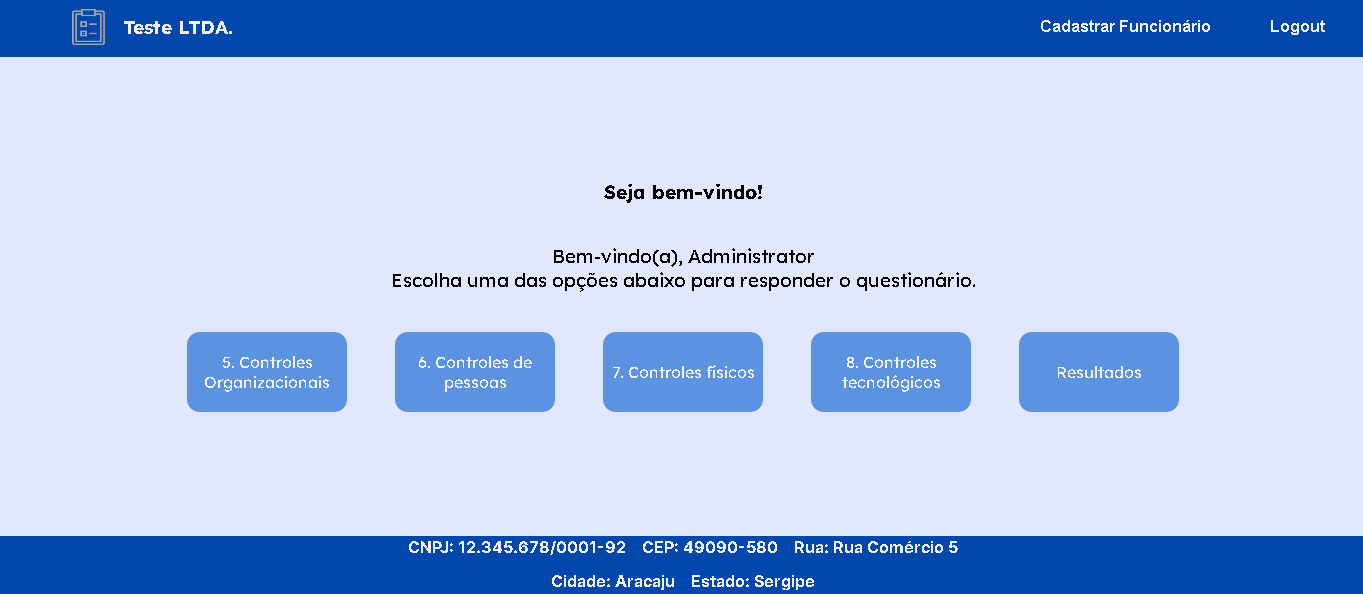 Teste LTDA.
Cadastrar Funcionário
Logout
Seja bem-vindo!
Bem-vindo(a), Administrator
Escolha uma das opções abaixo para responder o questionário.
5. Controles
Organizacionais
6. Controles de
pessoas
7. Controles físicos
8. Controles
tecnológicos
Resultados
CNPJ: 12.345.678/0001-92 CEP: 49090-580 Rua: Rua Comércio 5
Cidade: Aracaju Estado: Sergipe